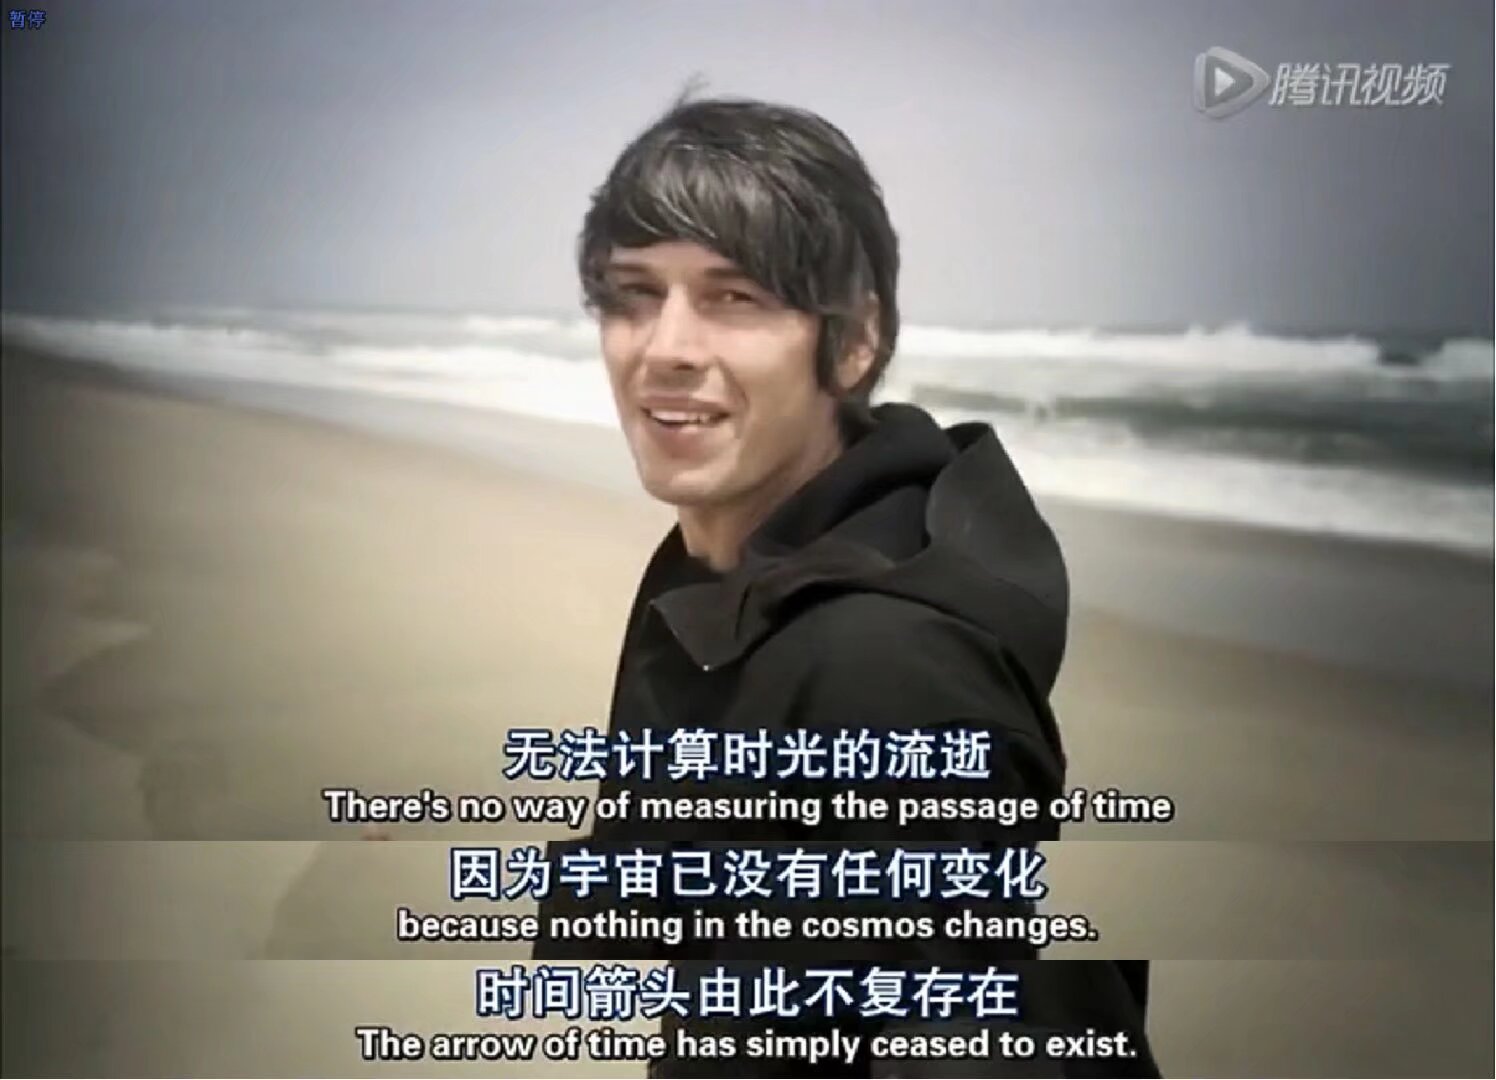 暂停
腾讯视频
无法计算时光的流逝
There's no way of measuring the passage of time
因为宇宙已没有任何变化
because nothing in the cosmos changes.
时间箭头由此不复存在
The arrow of time has simply ceased to exist.